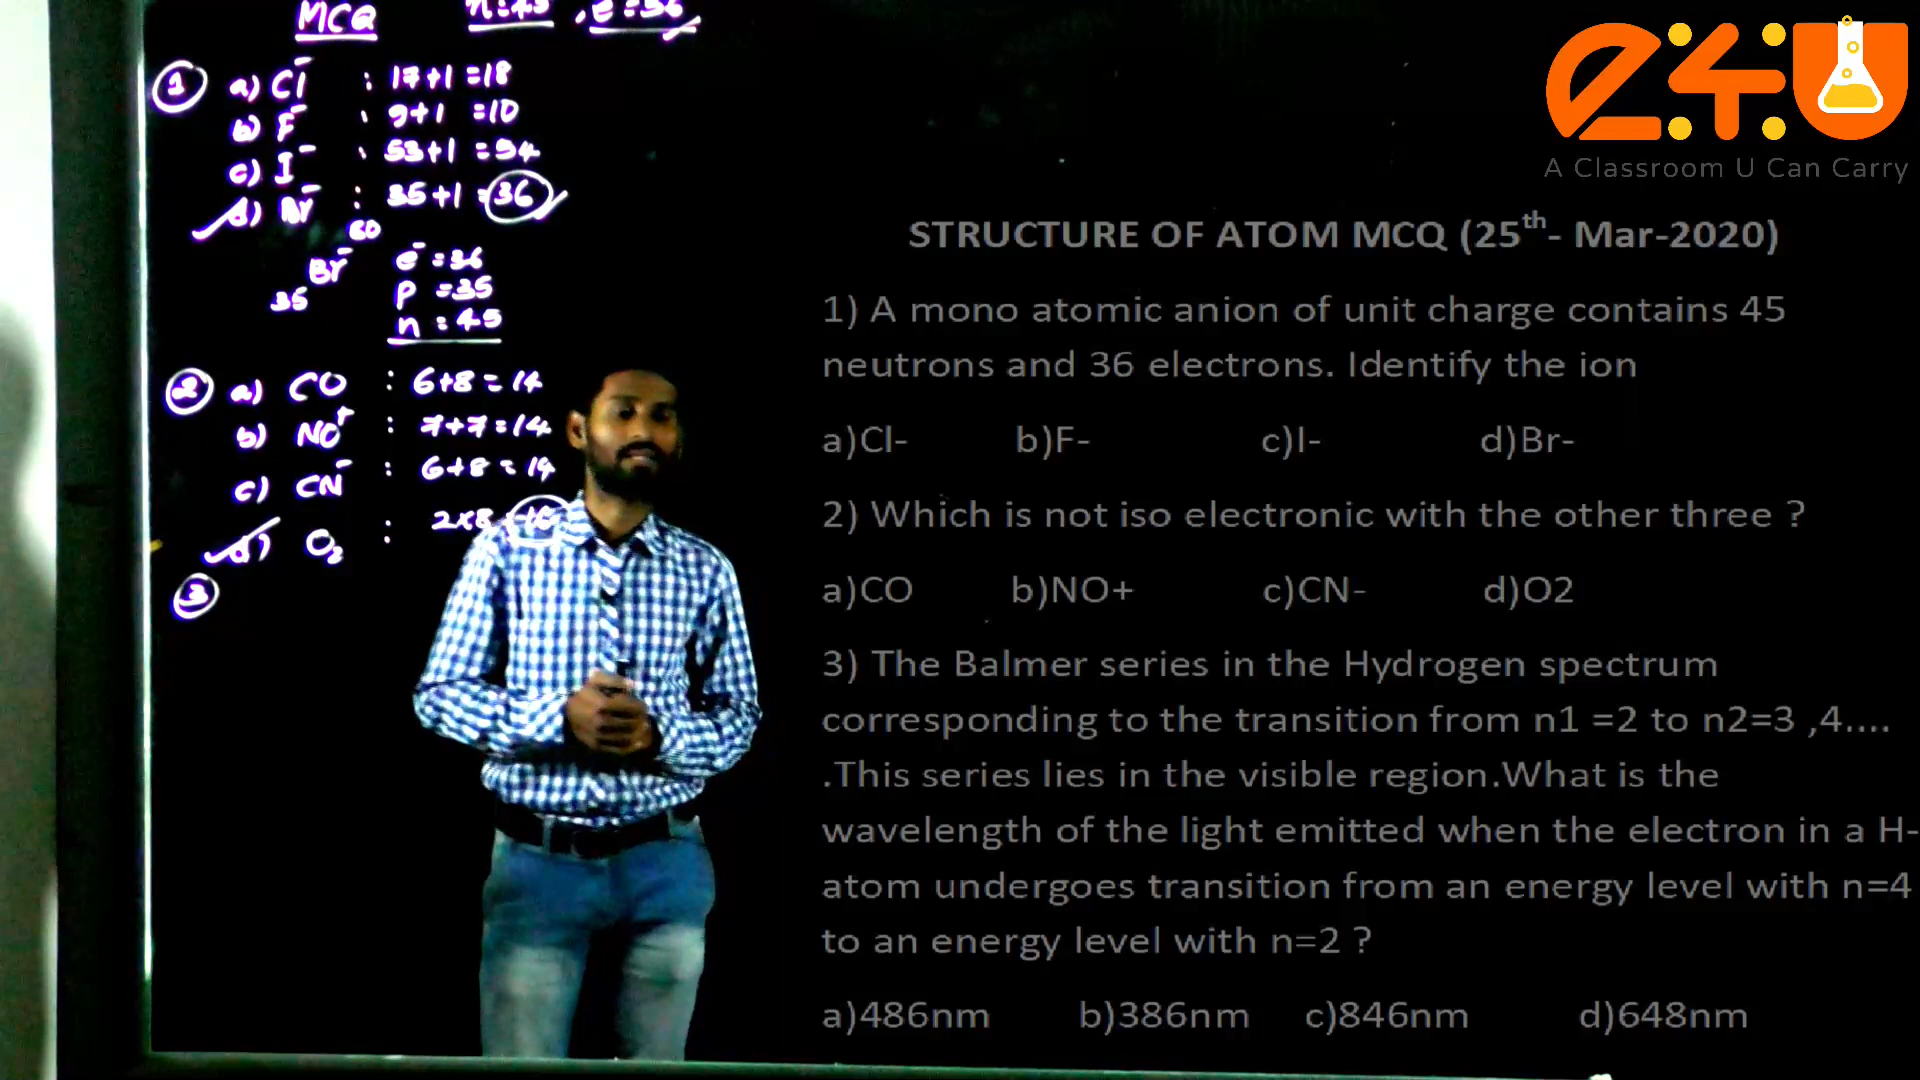 MCQ n=45 , e=36
1 a) Cl⁻ : 17+1 =18
b) F⁻ : 9+1 =10
c) I⁻ : 53+1 =54
d) Br⁻ : 35+1 =36
80
Br⁻ e⁻ =36
35 p =35
n =45
2 a) CO : 6+8 =14
b) NO⁺ : 7+7 =14
c) CN⁻ : 6+8 =14
d) O₂ : 2x8 =16
3
e4U
A Classroom U Can Carry
STRUCTURE OF ATOM MCQ (25th- Mar-2020)
1) A mono atomic anion of unit charge contains 45
neutrons and 36 electrons. Identify the ion
a)Cl- b)F- c)I- d)Br-
2) Which is not iso electronic with the other three ?
a)CO b)NO+ c)CN- d)O2
3) The Balmer series in the Hydrogen spectrum
corresponding to the transition from n1 =2 to n2=3 ,4....
.This series lies in the visible region.What is the
wavelength of the light emitted when the electron in a H-
atom undergoes transition from an energy level with n=4
to an energy level with n=2 ?
a)486nm b)386nm c)846nm d)648nm